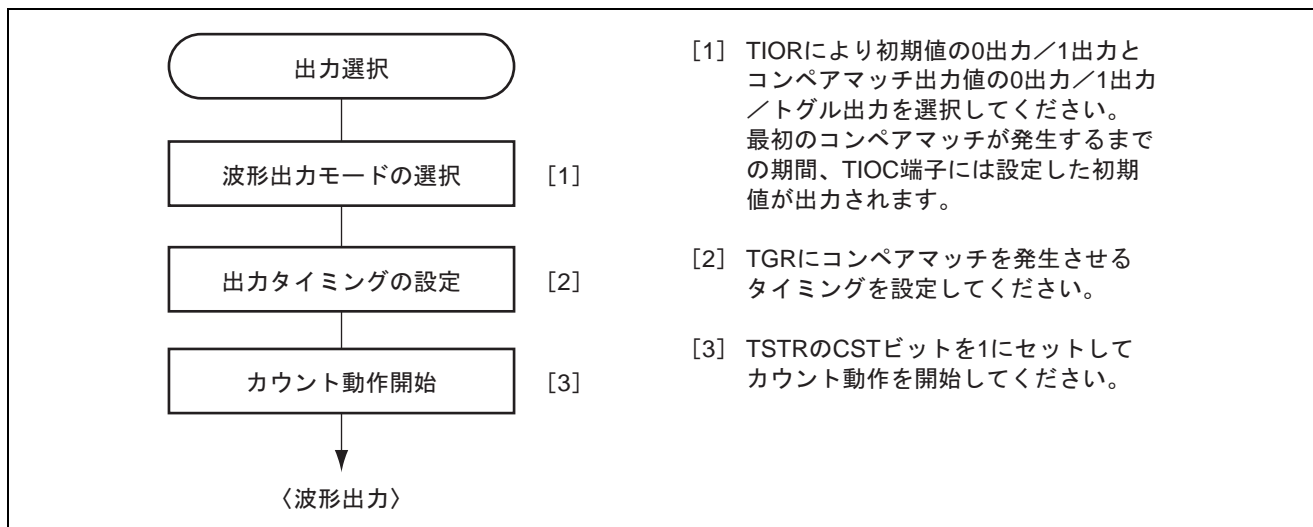 出力選択
波形出力モードの選択 [1]
出力タイミングの設定 [2]
カウント動作開始 [3]
〈波形出力〉
[1] TIORにより初期値の0出力／1出力と
コンペアマッチ出力値の0出力／1出力
／トグル出力を選択してください。
最初のコンペアマッチが発生するまで
の期間、TIOC端子には設定した初期
値が出力されます。
[2] TGRにコンペアマッチを発生させる
タイミングを設定してください。
[3] TSTRのCSTビットを1にセットして
カウント動作を開始してください。